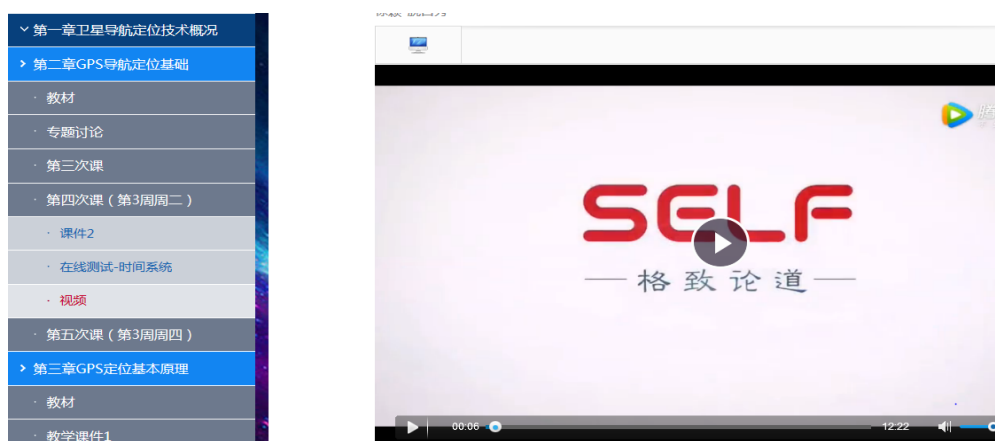 第一章卫星导航定位技术概况
第二章GPS导航定位基础
教材
专题讨论
第三次课
第四次课（第3周周二）
课件2
在线测试-时间系统
视频
第五次课（第3周周四）
第三章GPS定位基本原理
教材
教学课件1
SELF
格致论道
00:06
12:22